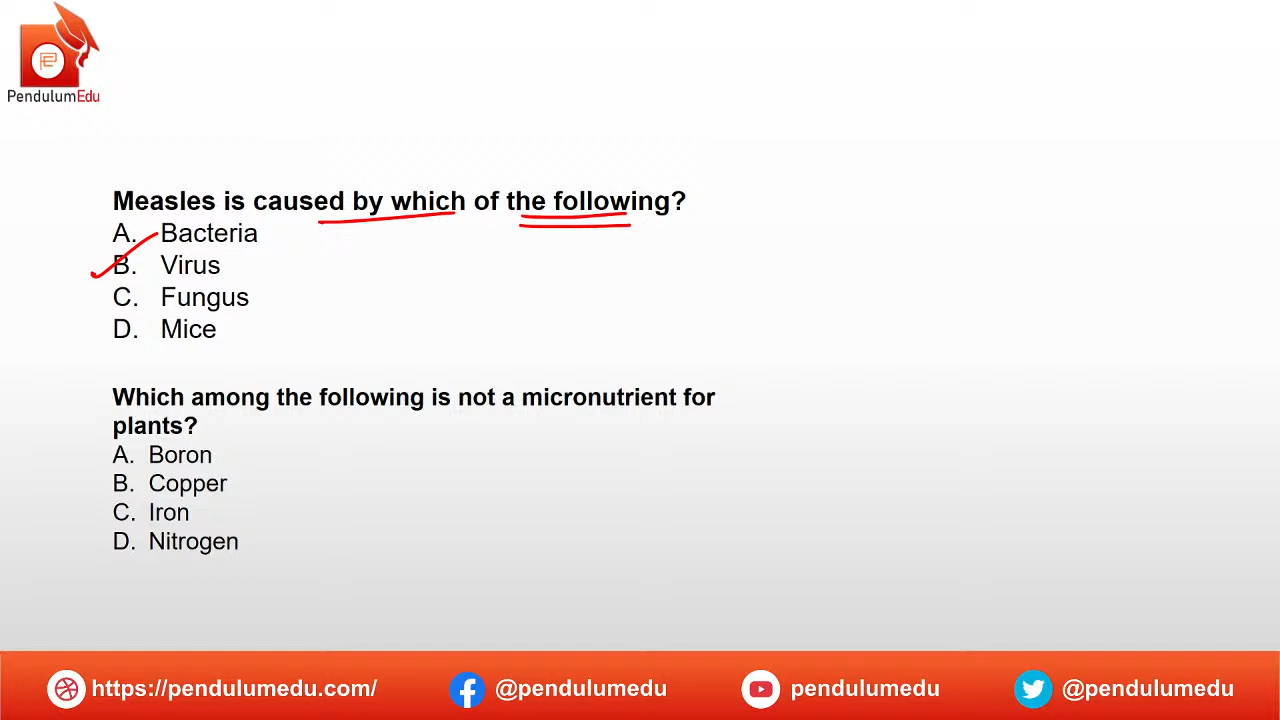 PendulumEdu
Measles is caused by which of the following?
A. Bacteria
B. Virus
C. Fungus
D. Mice
Which among the following is not a micronutrient for
plants?
A. Boron
B. Copper
C. Iron
D. Nitrogen
https://pendulumedu.com/ @pendulumedu pendulumedu @pendulumedu